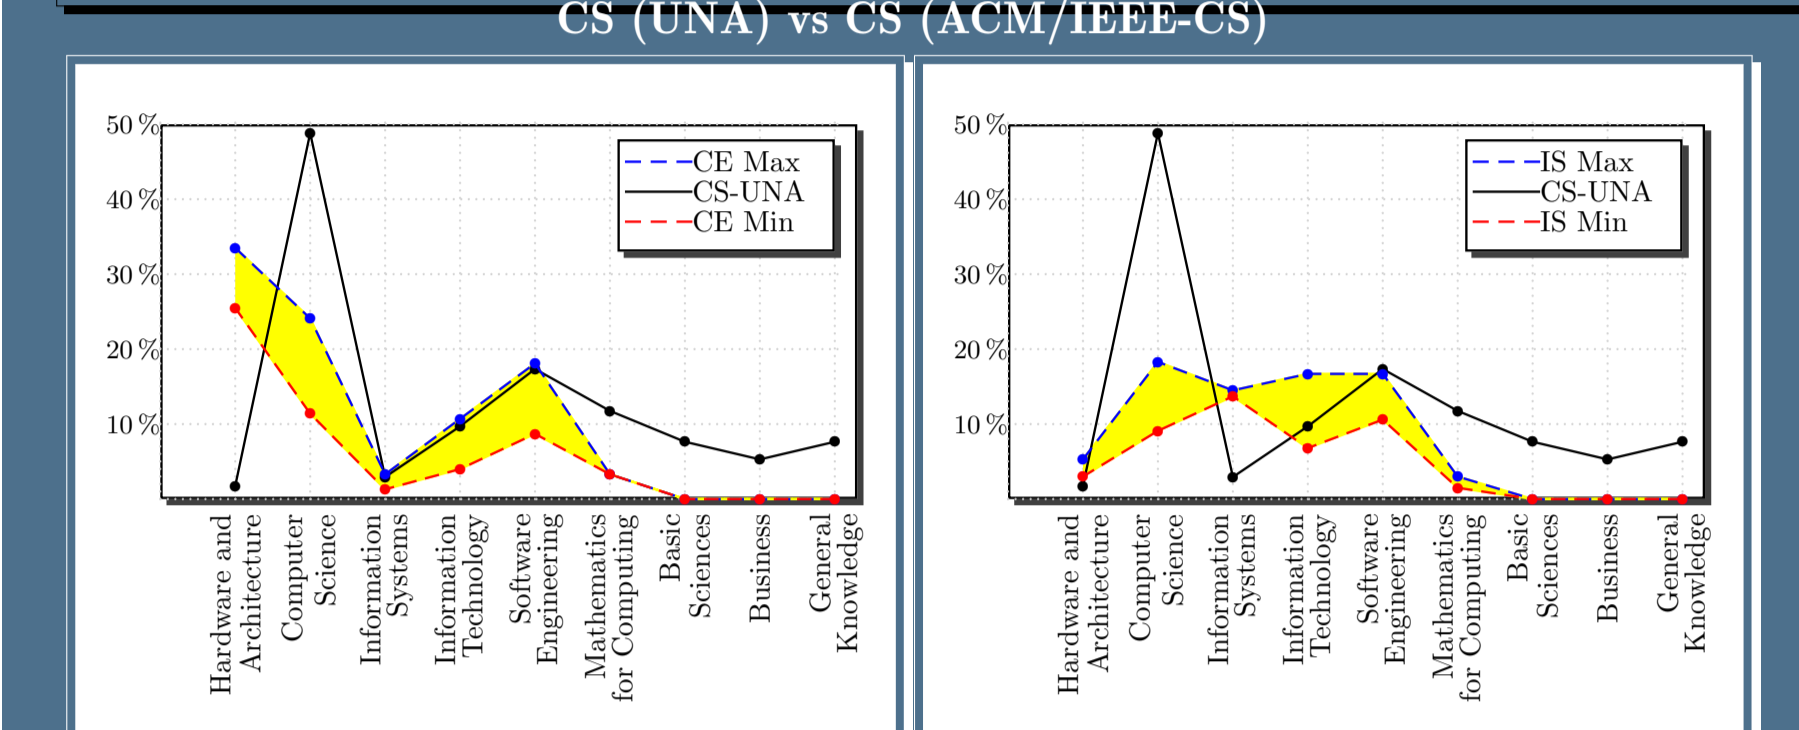 CS (UNA) vs CS (ACM/IEEE-CS)
50 %
40 %
30 %
20 %
10 %
CE Max
CS-UNA
CE Min
Hardware and
Architecture
Computer
Science
Information
Systems
Information
Technology
Software
Engineering
Mathematics
for Computing
Basic
Sciences
Business
General
Knowledge
50 %
40 %
30 %
20 %
10 %
IS Max
CS-UNA
IS Min
Hardware and
Architecture
Computer
Science
Information
Systems
Information
Technology
Software
Engineering
Mathematics
for Computing
Basic
Sciences
Business
General
Knowledge